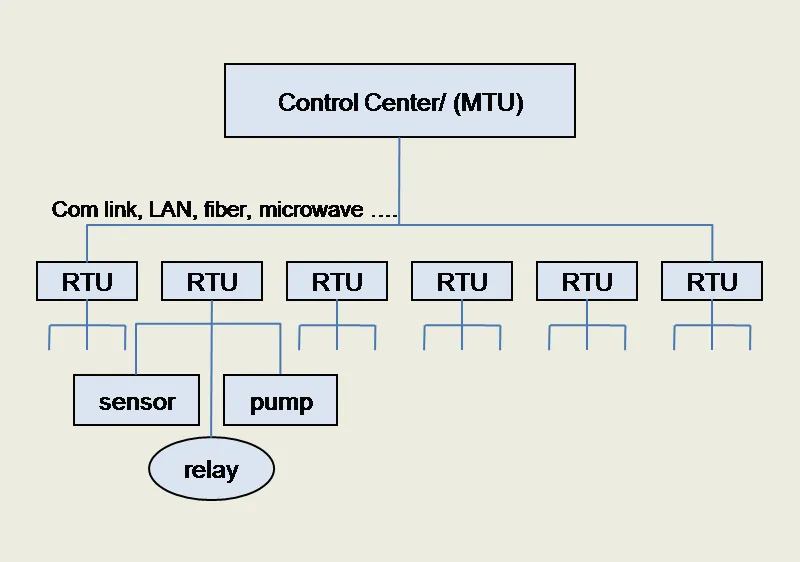 Control Center/ (MTU)
Com link, LAN, fiber, microwave ....
RTU
RTU
RTU
RTU
RTU
RTU
sensor
pump
relay